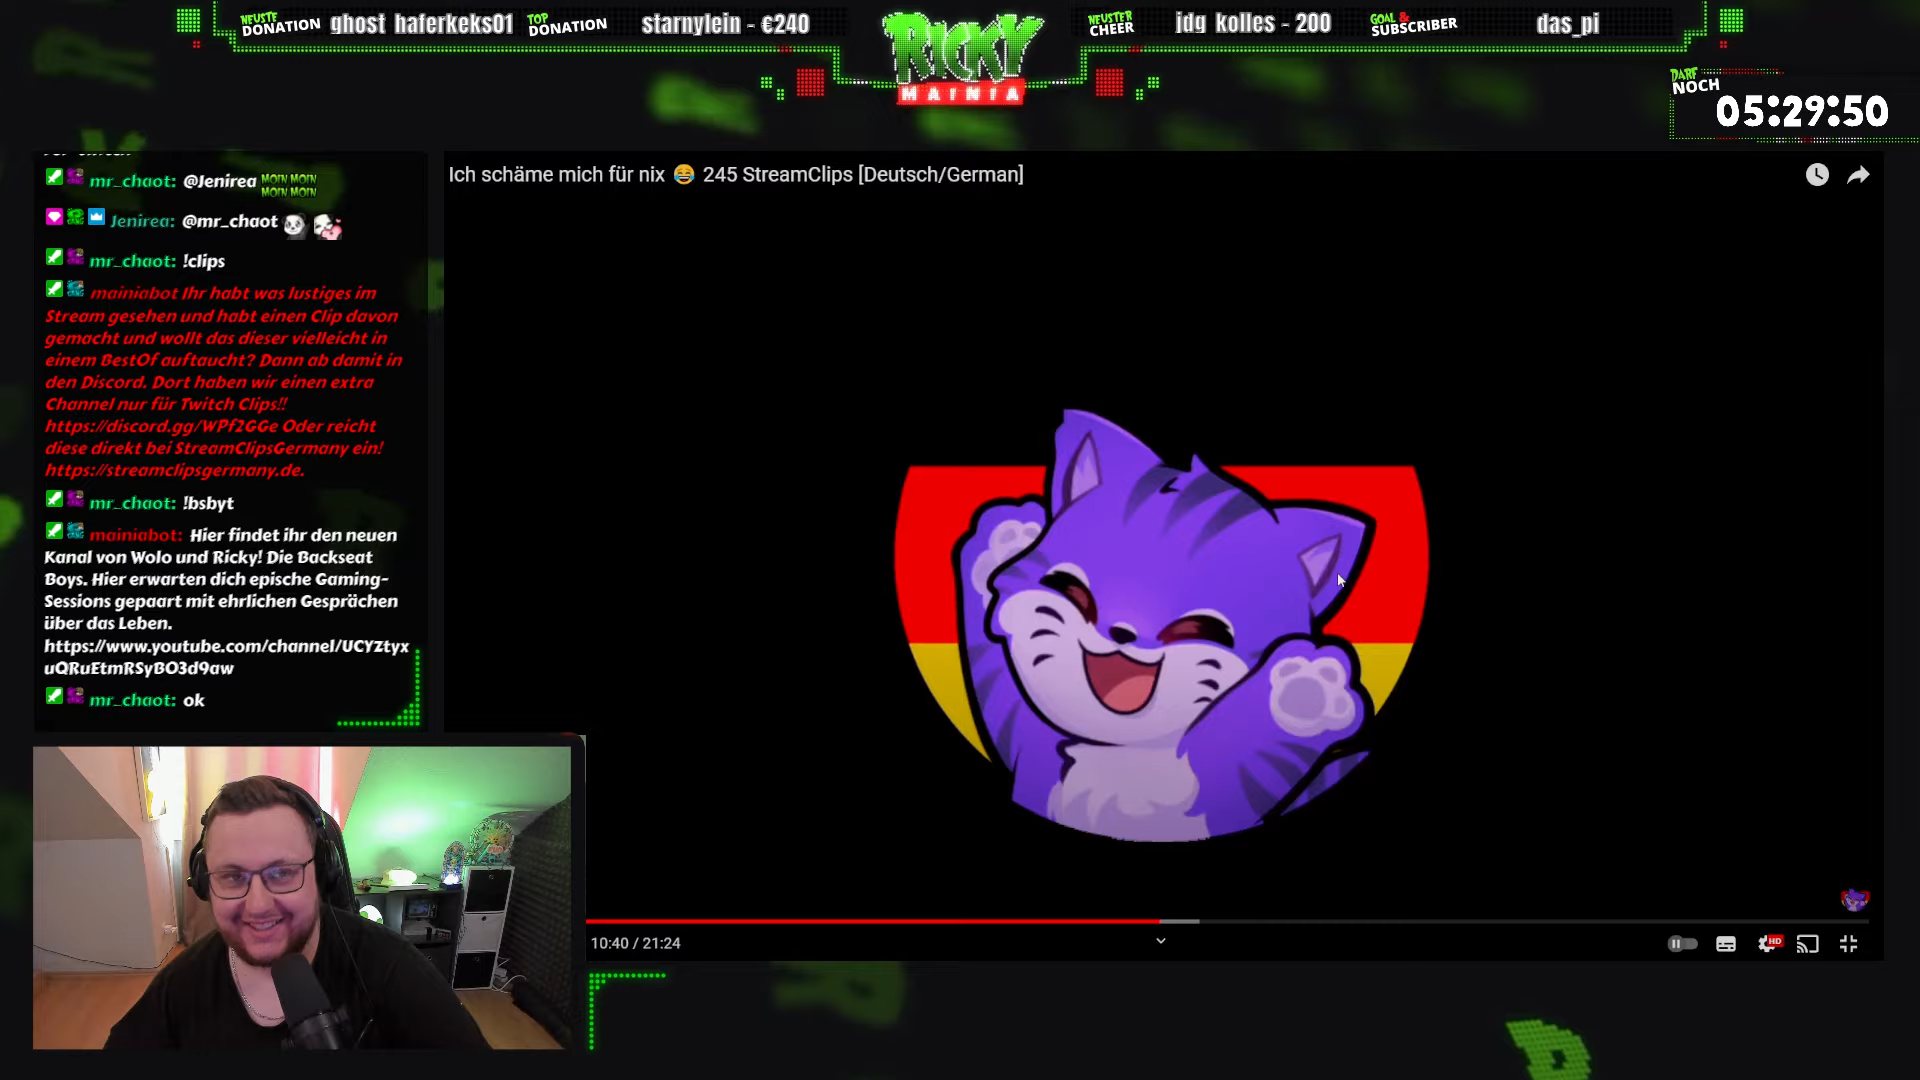 NEUSTE DONATION ghost_haferkeks01 TOP DONATION starnylein - €240
RICKY
MAINIA
NEUSTER CHEER jdg_kolles - 200 GOAL & SUBSCRIBER das_pi
DARF NOCH
05:29:50
mr_chaot: @Jenirea MOIN MOIN
MOIN MOIN
Jenirea: @mr_chaot
mr_chaot: !clips
mainiabot Ihr habt was lustiges im
Stream gesehen und habt einen Clip davon
gemacht und wollt das dieser vielleicht in
einem BestOf auftaucht? Dann ab damit in
den Discord. Dort haben wir einen extra
Channel nur für Twitch Clips!!
https://discord.gg/WPf2GGe Oder reicht
diese direkt bei StreamClipsGermany ein!
https://streamclipsgermany.de.
mr_chaot: !bsbyt
mainiabot: Hier findet ihr den neuen
Kanal von Wolo und Ricky! Die Backseat
Boys. Hier erwarten dich epische Gaming-
Sessions gepaart mit ehrlichen Gesprächen
über das Leben.
https://www.youtube.com/channel/UCYZtyx
uQRuEtmRSyBO3d9aw
mr_chaot: ok
Ich schäme mich für nix 😂 245 StreamClips [Deutsch/German]
10:40 / 21:24
HD